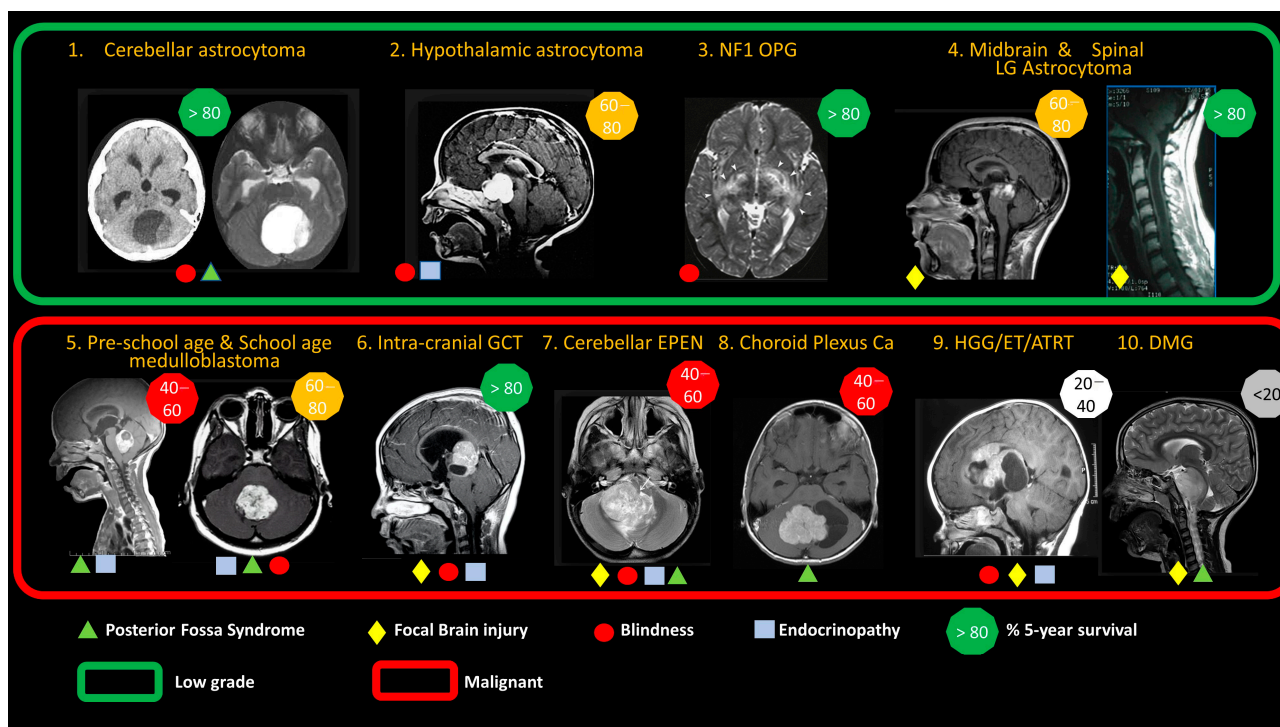 1. Cerebellar astrocytoma
2. Hypothalamic astrocytoma
3. NF1 OPG
4. Midbrain & Spinal
LG Astrocytoma
> 80
60–
80
> 80
60–
80
> 80
5. Pre-school age & School age
medulloblastoma
6. Intra-cranial GCT
7. Cerebellar EPEN
8. Choroid Plexus Ca
9. HGG/ET/ATRT
10. DMG
40–
60
60–
80
> 80
40–
60
40–
60
20–
40
<20
Posterior Fossa Syndrome
Focal Brain injury
Blindness
Endocrinopathy
> 80
% 5-year survival
Low grade
Malignant